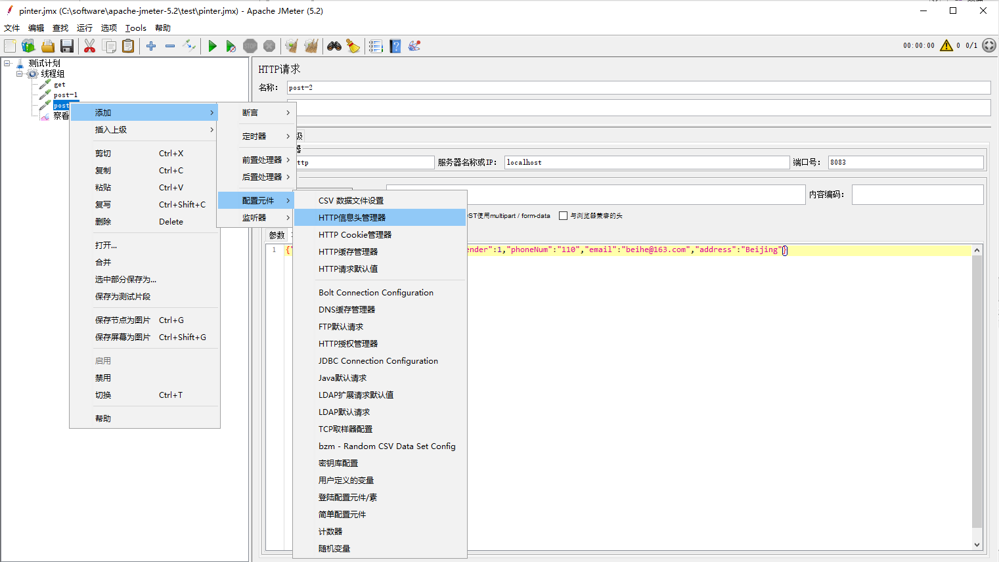 pinter.jmx (C:\software\apache-jmeter-5.2\test\pinter.jmx) - Apache JMeter (5.2)
文件 编辑 查找 运行 选项 Tools 帮助
00:00:00 0 0/1
测试计划
线程组
get
post-1
post
察看
添加
插入上级
剪切 Ctrl+X
复制 Ctrl+C
粘贴 Ctrl+V
复写 Ctrl+Shift+C
删除 Delete
打开...
合并
选中部分保存为...
保存为测试片段
保存节点为图片 Ctrl+G
保存屏幕为图片 Ctrl+Shift+G
启用
禁用
切换 Ctrl+T
帮助
断言
定时器
前置处理器
后置处理器
配置元件
监听器
CSV 数据文件设置
HTTP信息头管理器
HTTP Cookie管理器
HTTP缓存管理器
HTTP请求默认值
Bolt Connection Configuration
DNS缓存管理器
FTP默认请求
HTTP授权管理器
JDBC Connection Configuration
Java默认请求
LDAP扩展请求默认值
LDAP默认请求
TCP取样器配置
bzm - Random CSV Data Set Config
密钥库配置
用户定义的变量
登陆配置元件/素
简单配置元件
计数器
随机变量
HTTP请求
名称： post-2
级
器
ttp 服务器名称或IP： localhost 端口号： 8083
内容编码：
ST使用multipart / form-data 与浏览器兼容的头
参数
1 {" ender":1,"phoneNum":"110","email":"beihe@163.com","address":"Beijing"}